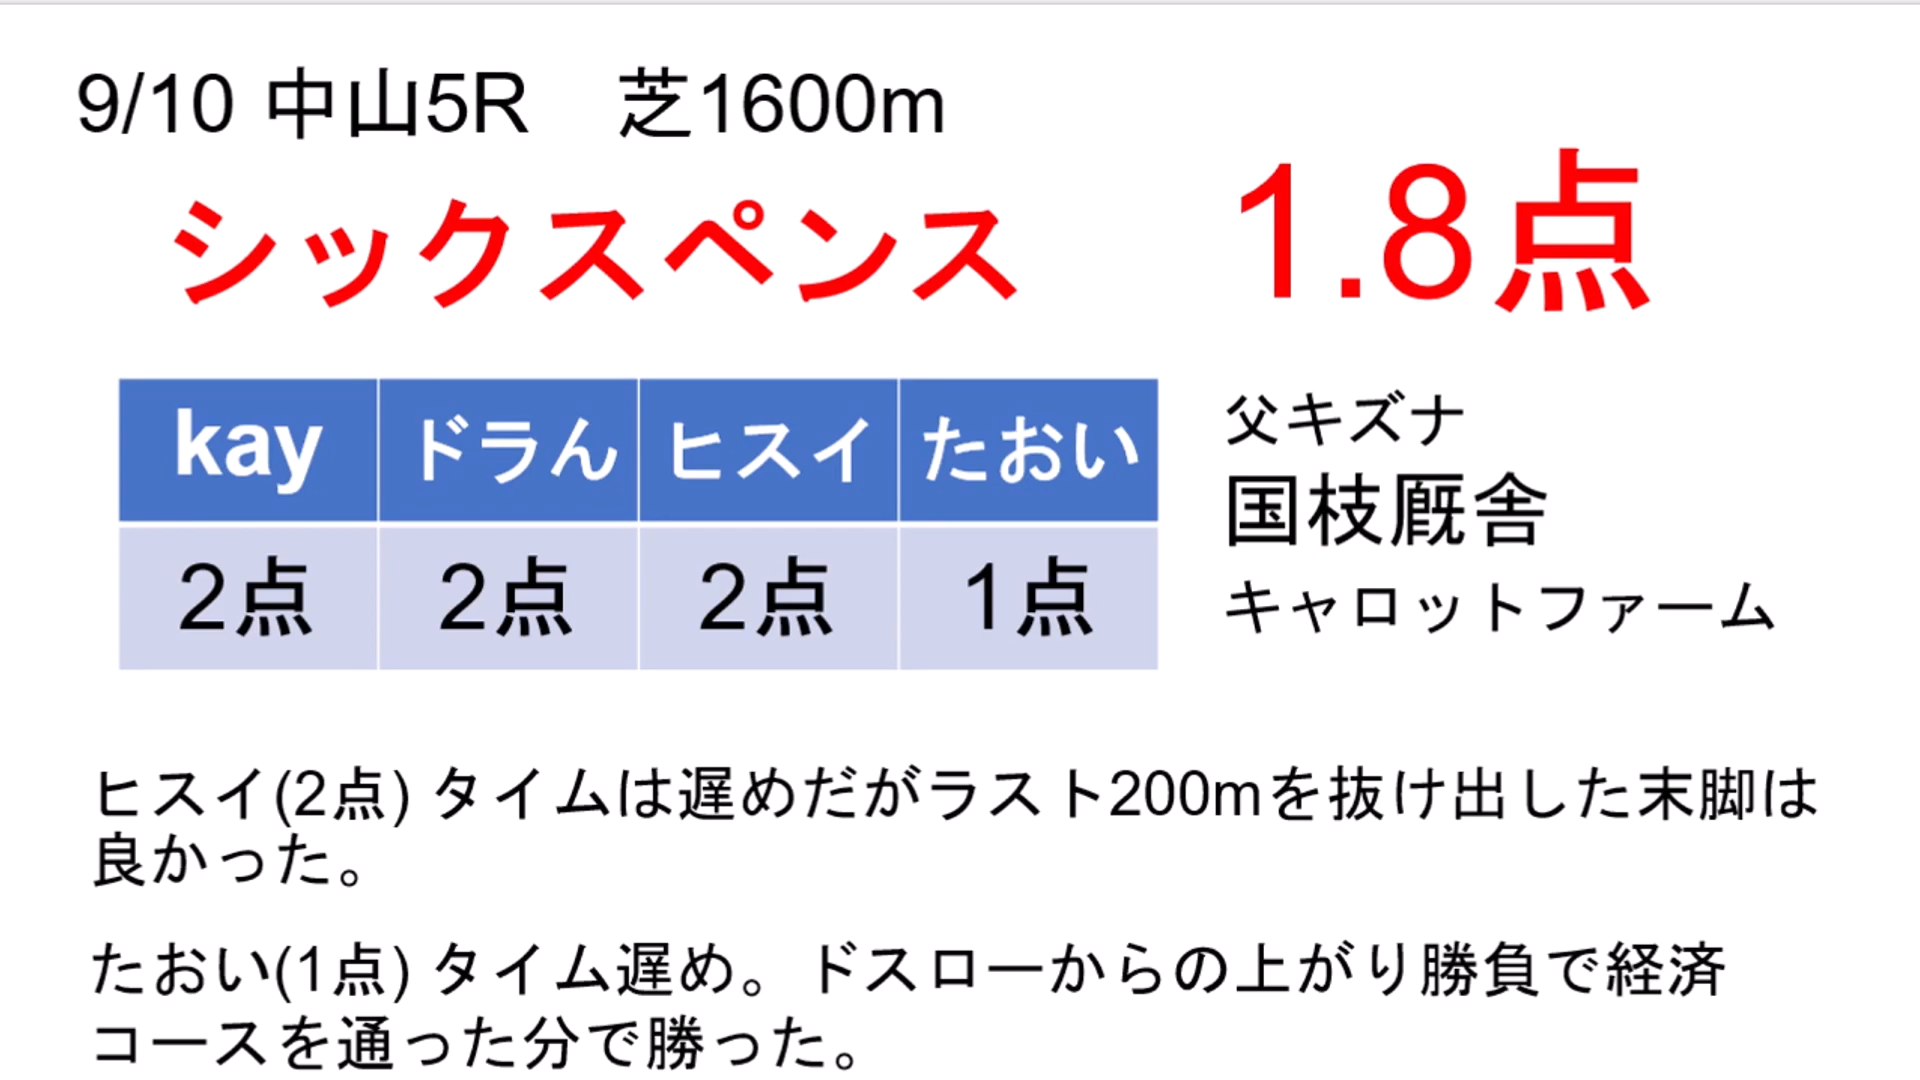 9/10 中山5R　芝1600m
シックスペンス
1.8点
kay ドラん ヒスイ たおい
2点 2点 2点 1点
父キズナ
国枝厩舎
キャロットファーム
ヒスイ(2点) タイムは遅めだがラスト200mを抜け出した末脚は
良かった。
たおい(1点) タイム遅め。ドスローからの上がり勝負で経済
コースを通った分で勝った。